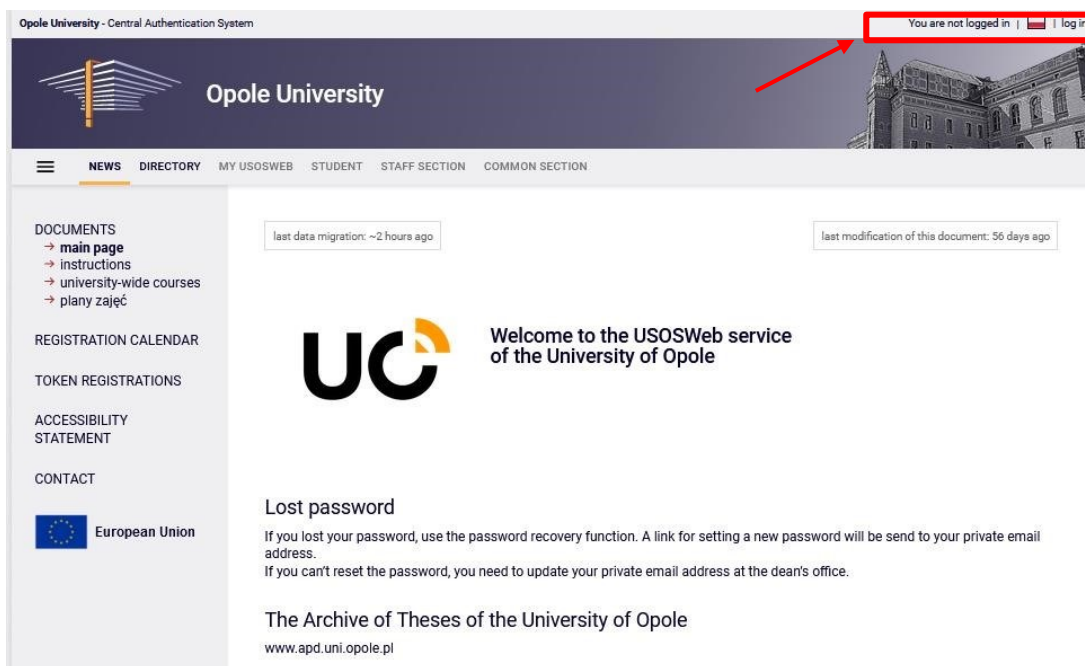 Opole University - Central Authentication System
You are not logged in | | log in
Opole University
NEWS DIRECTORY MY USOSWEB STUDENT STAFF SECTION COMMON SECTION
DOCUMENTS
→ main page
→ instructions
→ university-wide courses
→ plany zajęć
REGISTRATION CALENDAR
TOKEN REGISTRATIONS
ACCESSIBILITY
STATEMENT
CONTACT
European Union
last data migration: ~2 hours ago
last modification of this document: 56 days ago
UO
Welcome to the USOSWeb service
of the University of Opole
Lost password
If you lost your password, use the password recovery function. A link for setting a new password will be send to your private email
address.
If you can't reset the password, you need to update your private email address at the dean's office.
The Archive of Theses of the University of Opole
www.apd.uni.opole.pl